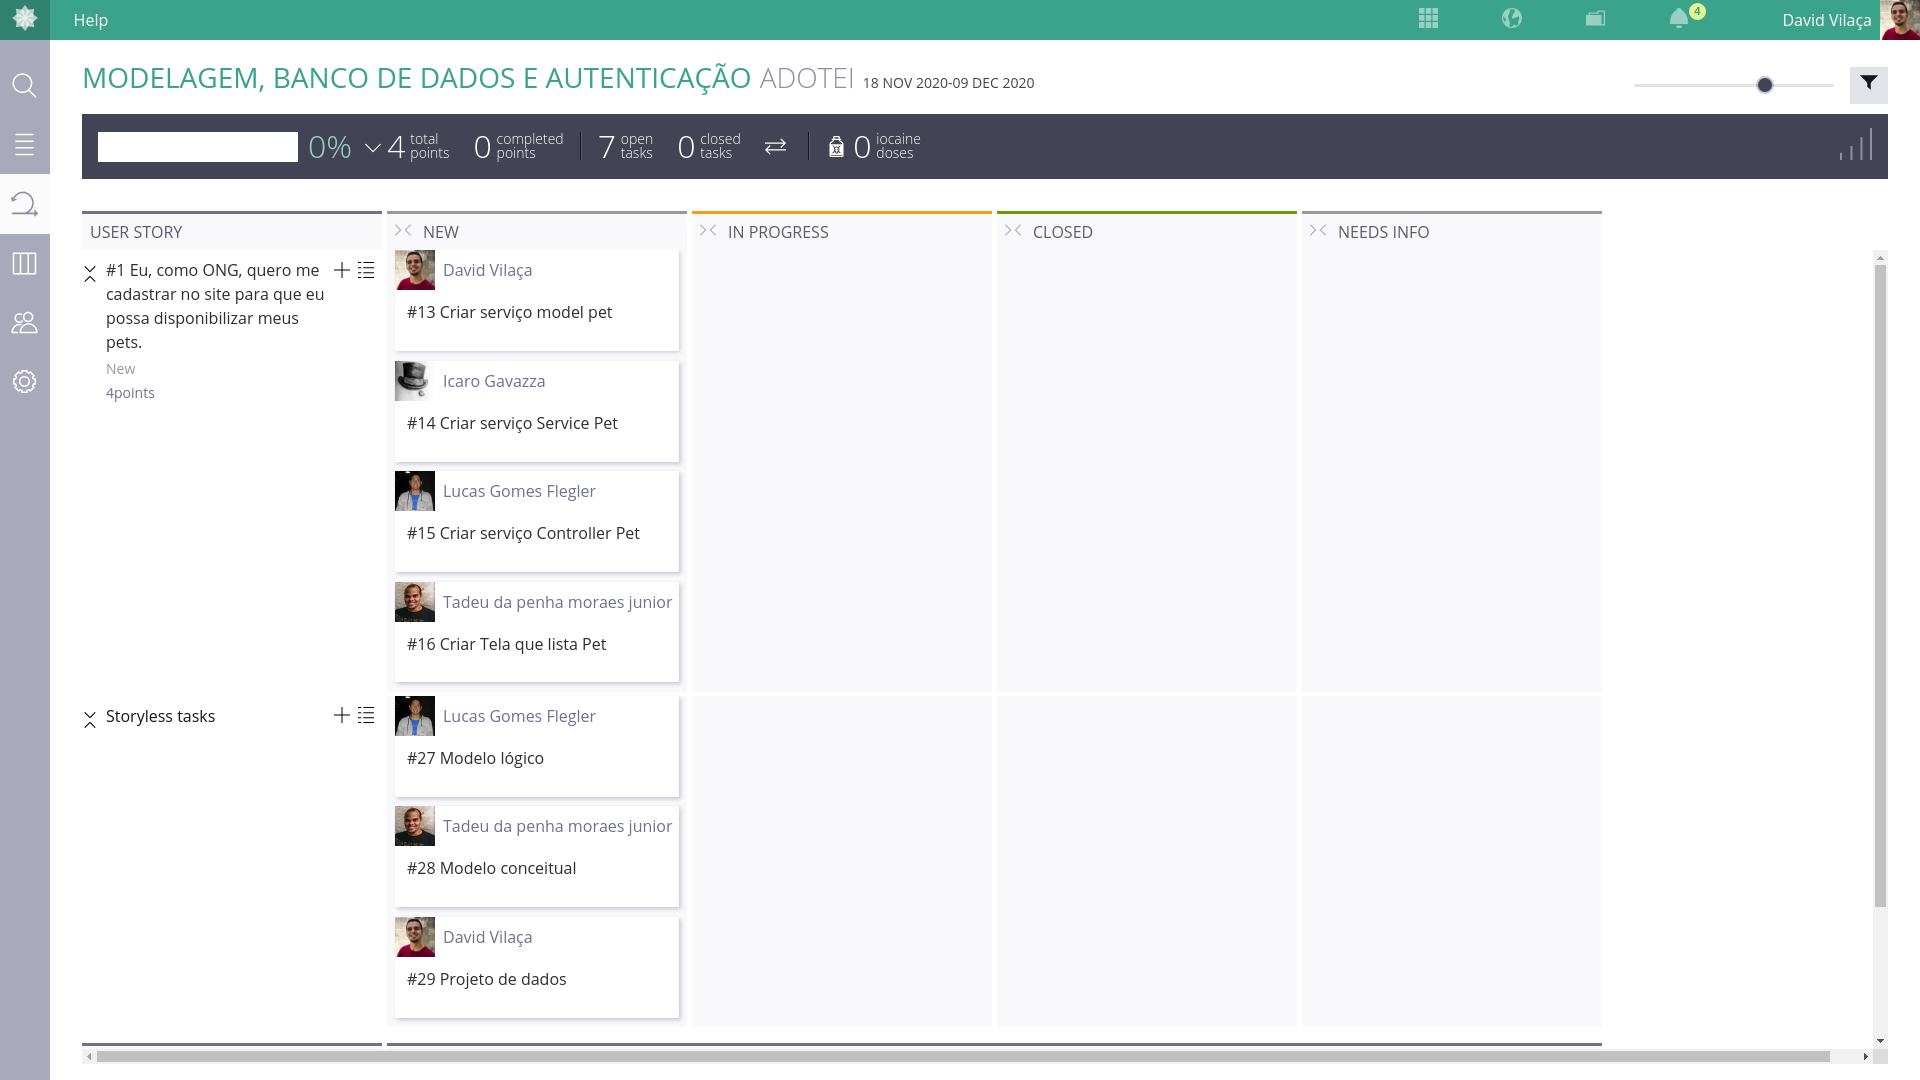 Help
4
David Vilaça
MODELAGEM, BANCO DE DADOS E AUTENTICAÇÃO ADOTEI 18 NOV 2020-09 DEC 2020
0%
4 total points
0 completed points
7 open tasks
0 closed tasks
0 iocaine doses
USER STORY
NEW
IN PROGRESS
CLOSED
NEEDS INFO
#1 Eu, como ONG, quero me
cadastrar no site para que eu
possa disponibilizar meus
pets.
New
4points
David Vilaça
#13 Criar serviço model pet
Icaro Gavazza
#14 Criar serviço Service Pet
Lucas Gomes Flegler
#15 Criar serviço Controller Pet
Tadeu da penha moraes junior
#16 Criar Tela que lista Pet
Storyless tasks
Lucas Gomes Flegler
#27 Modelo lógico
Tadeu da penha moraes junior
#28 Modelo conceitual
David Vilaça
#29 Projeto de dados